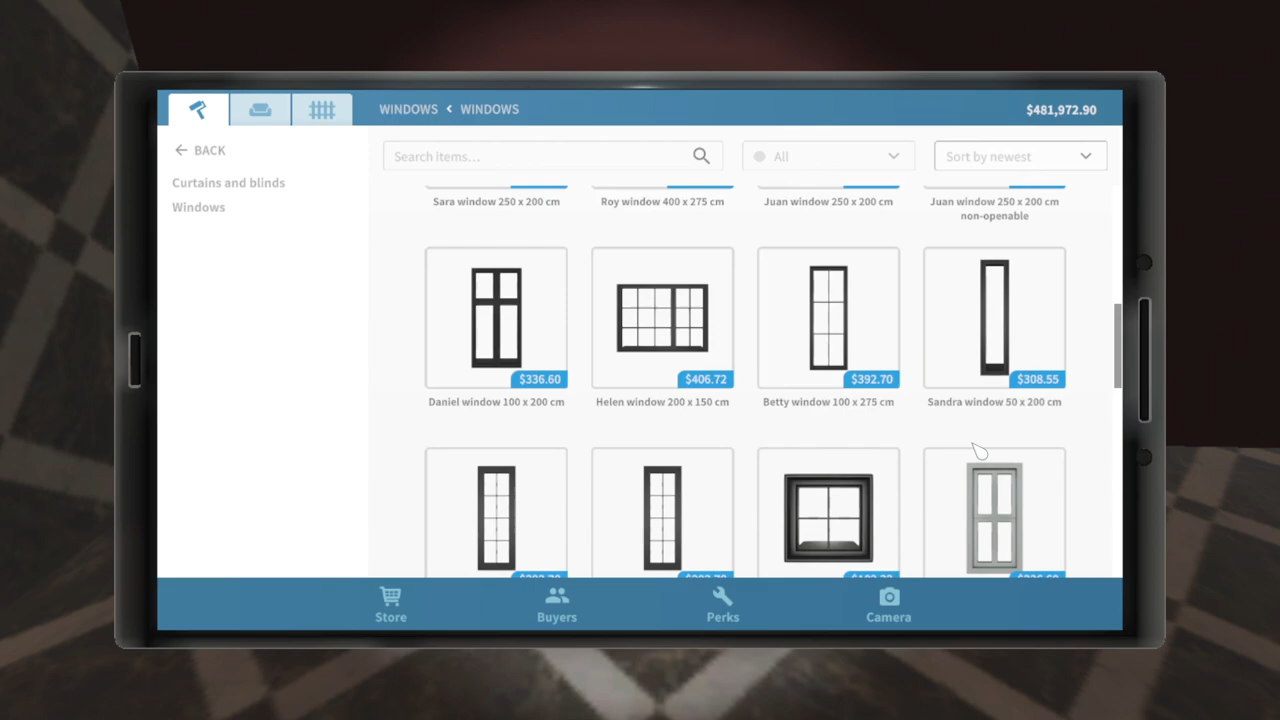 WINDOWS < WINDOWS
$481,972.90
BACK
Search items...
All
Sort by newest
Curtains and blinds
Windows
Sara window 250 x 200 cm
Roy window 400 x 275 cm
Juan window 250 x 200 cm
Juan window 250 x 200 cm
non-openable
$336.60
$406.72
$392.70
$308.55
Daniel window 100 x 200 cm
Helen window 200 x 150 cm
Betty window 100 x 275 cm
Sandra window 50 x 200 cm
Store
Buyers
Perks
Camera